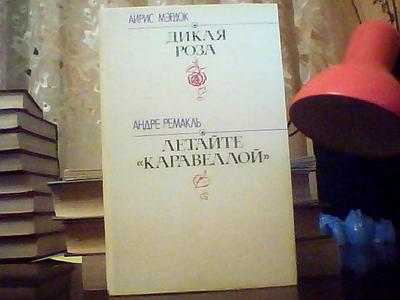 АЙРИС МЭРДОК
ДИКАЯ
РОЗА
АНДРЕ РЕМАКЛЬ
ЛЕТАЙТЕ
«КАРАВЕЛЛОЙ»